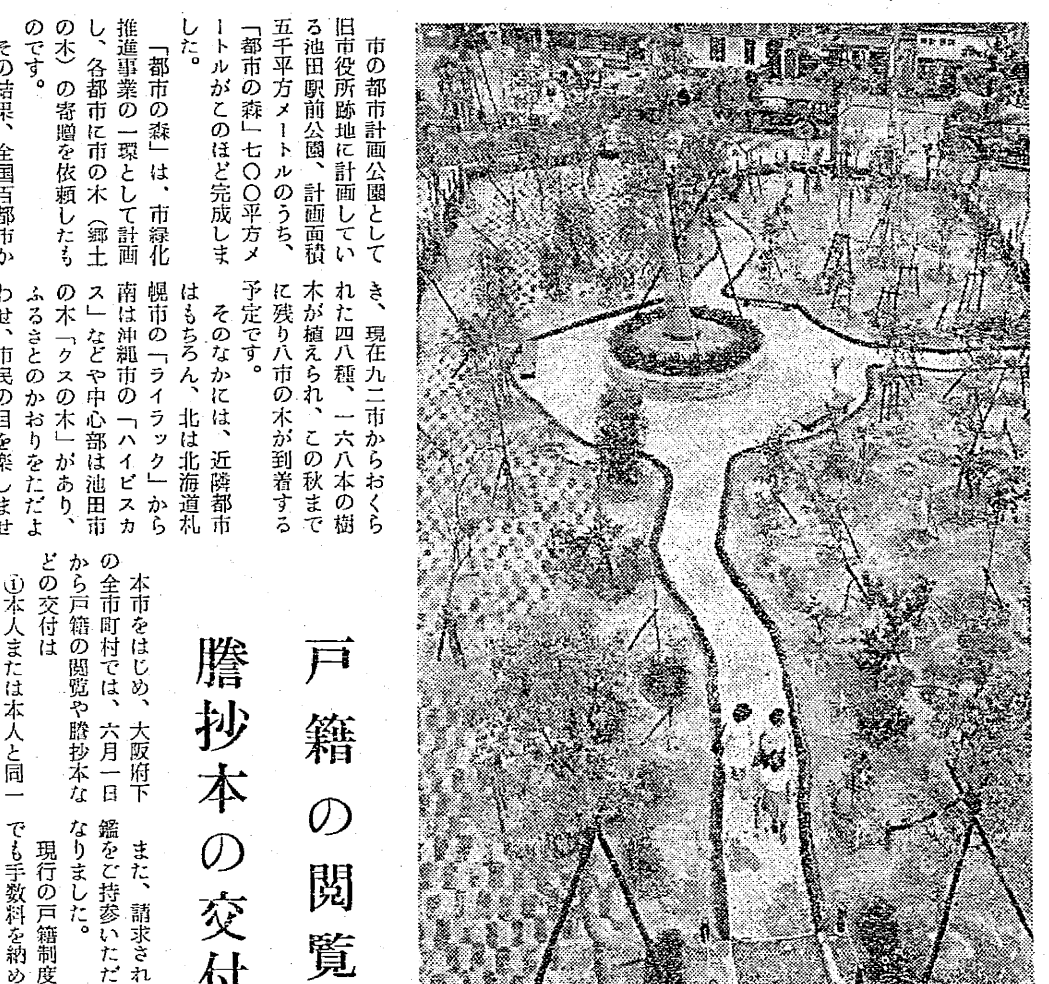 市の都市計画公園として
旧市役所跡地に計画してい
る池田駅前公園、計画面積
五千平方メートルのうち、
「都市の森」七〇〇平方メ
ートルがこのほど完成しま
した。
「都市の森」は、市緑化
推進事業の一環として計画
し、各都市に市の木（郷土
の木）の寄贈を依頼したも
のです。
その結果、全国百都市か
き、現在九二市からおくら
れた四八種、一六八本の樹
木が植えられ、この秋まで
に残り八市の木が到着する
予定です。
そのなかには、近隣都市
はもちろん、北は北海道札
幌市の「ライラック」から
南は沖縄市の「ハイビスカ
ス」などや中心部は池田市
の木「クスの木」があり、
ふるさとのかおりをただよ
わせ、市民の目を楽しませ
戸籍の閲覧
謄抄本の交付
本市をはじめ、大阪府下
の全市町村では、六月一日
から戸籍の閲覧や謄抄本な
どの交付は
①本人または本人と同一
また、請求され
鑑をご持参いただ
なりました。
現行の戸籍制度
でも手数料を納め